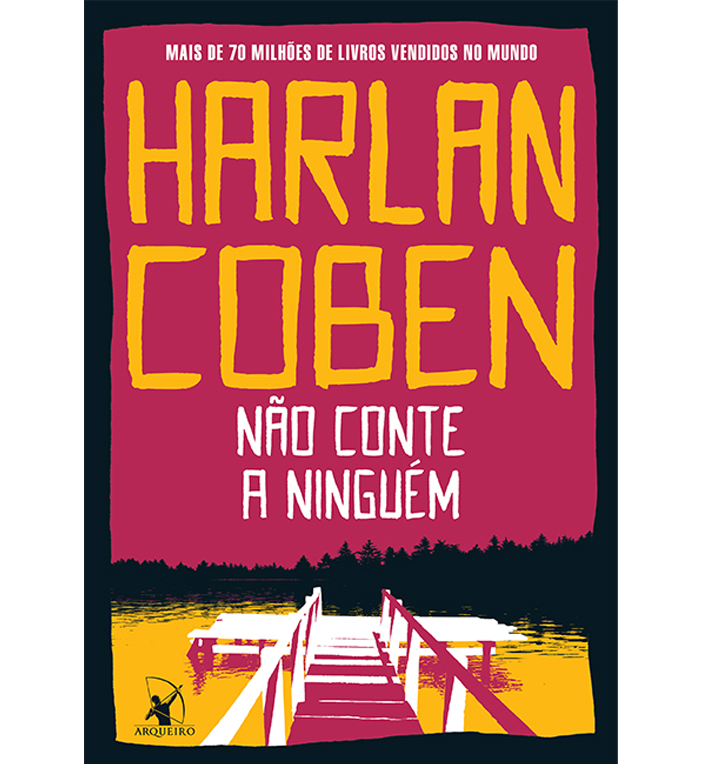 MAIS DE 70 MILHÕES DE LIVROS VENDIDOS NO MUNDO
HARLAN
COBEN
NÃO CONTE
A NINGUÉM
ARQUEIRO